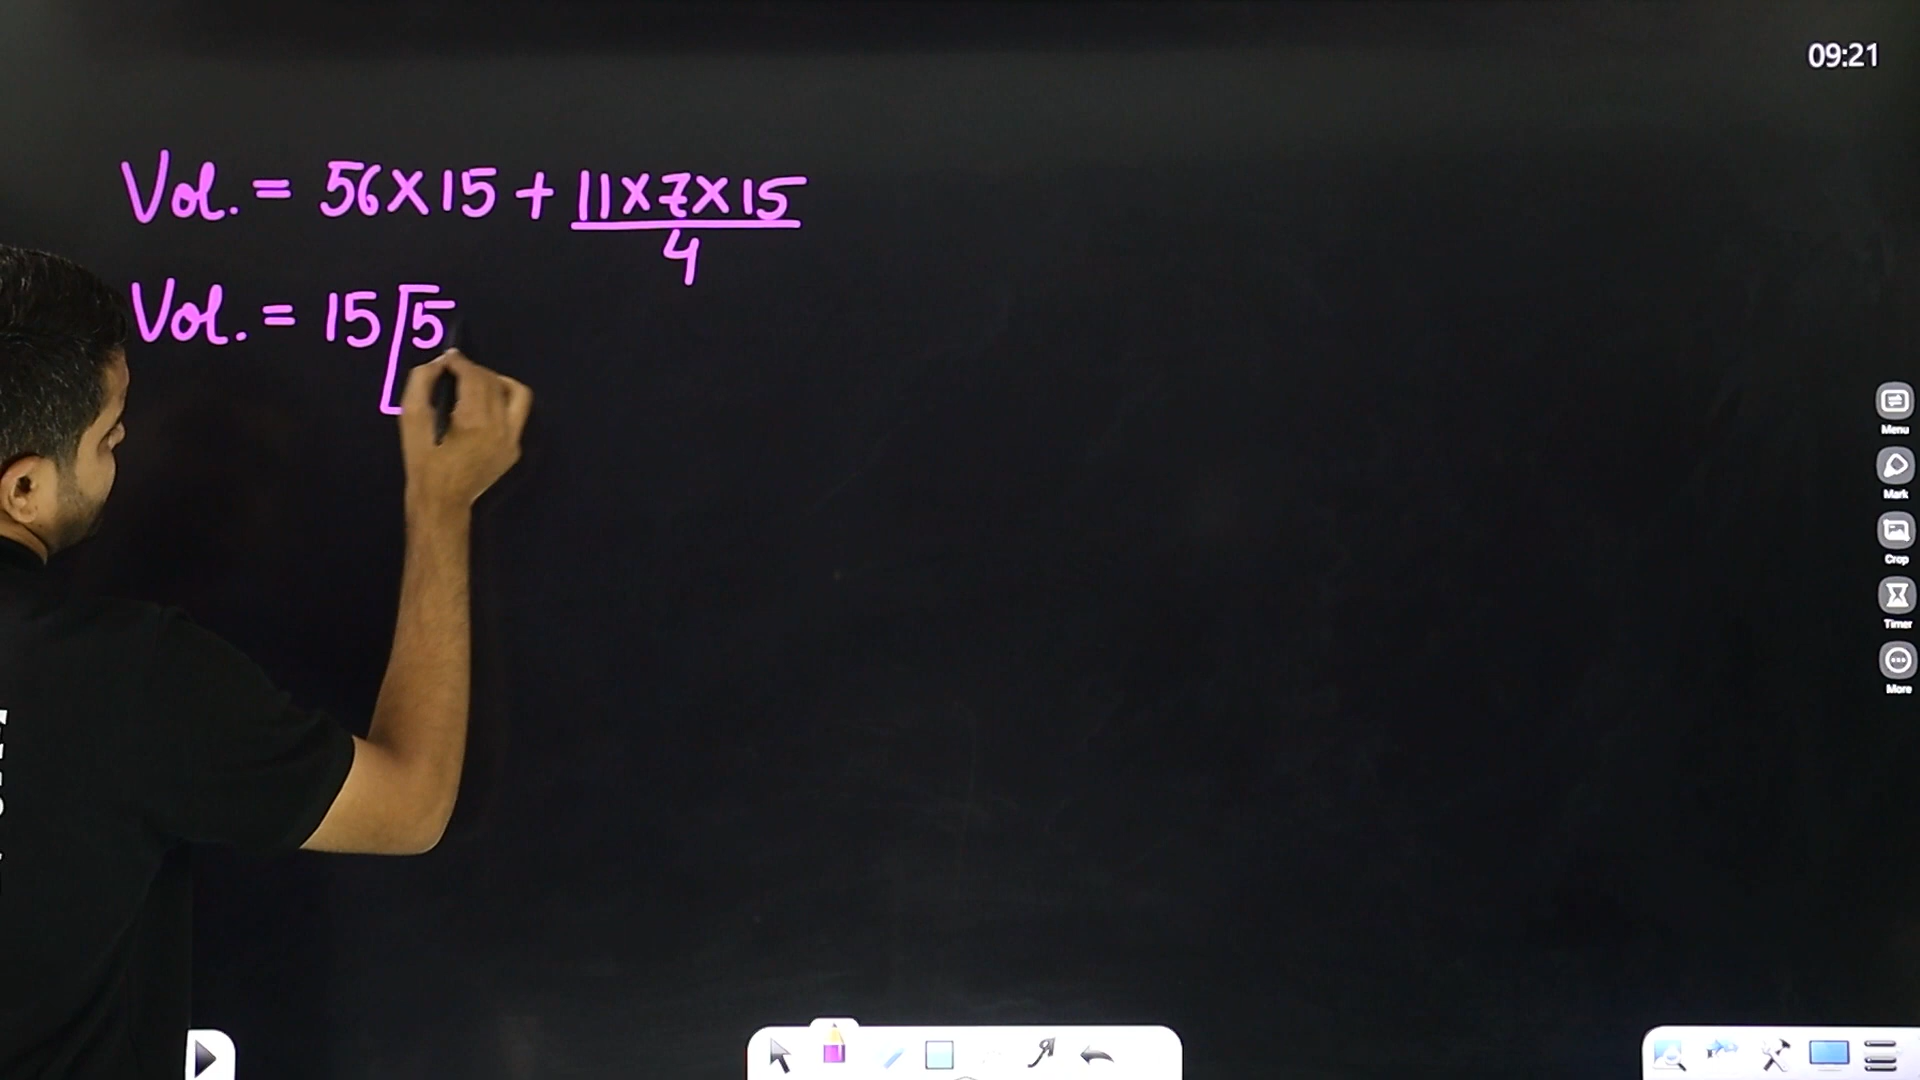 09:21
Vol. = 56 × 15 + 11 × 7 × 15 / 4
Vol. = 15 [5
Menu
Mark
Crop
Timer
More